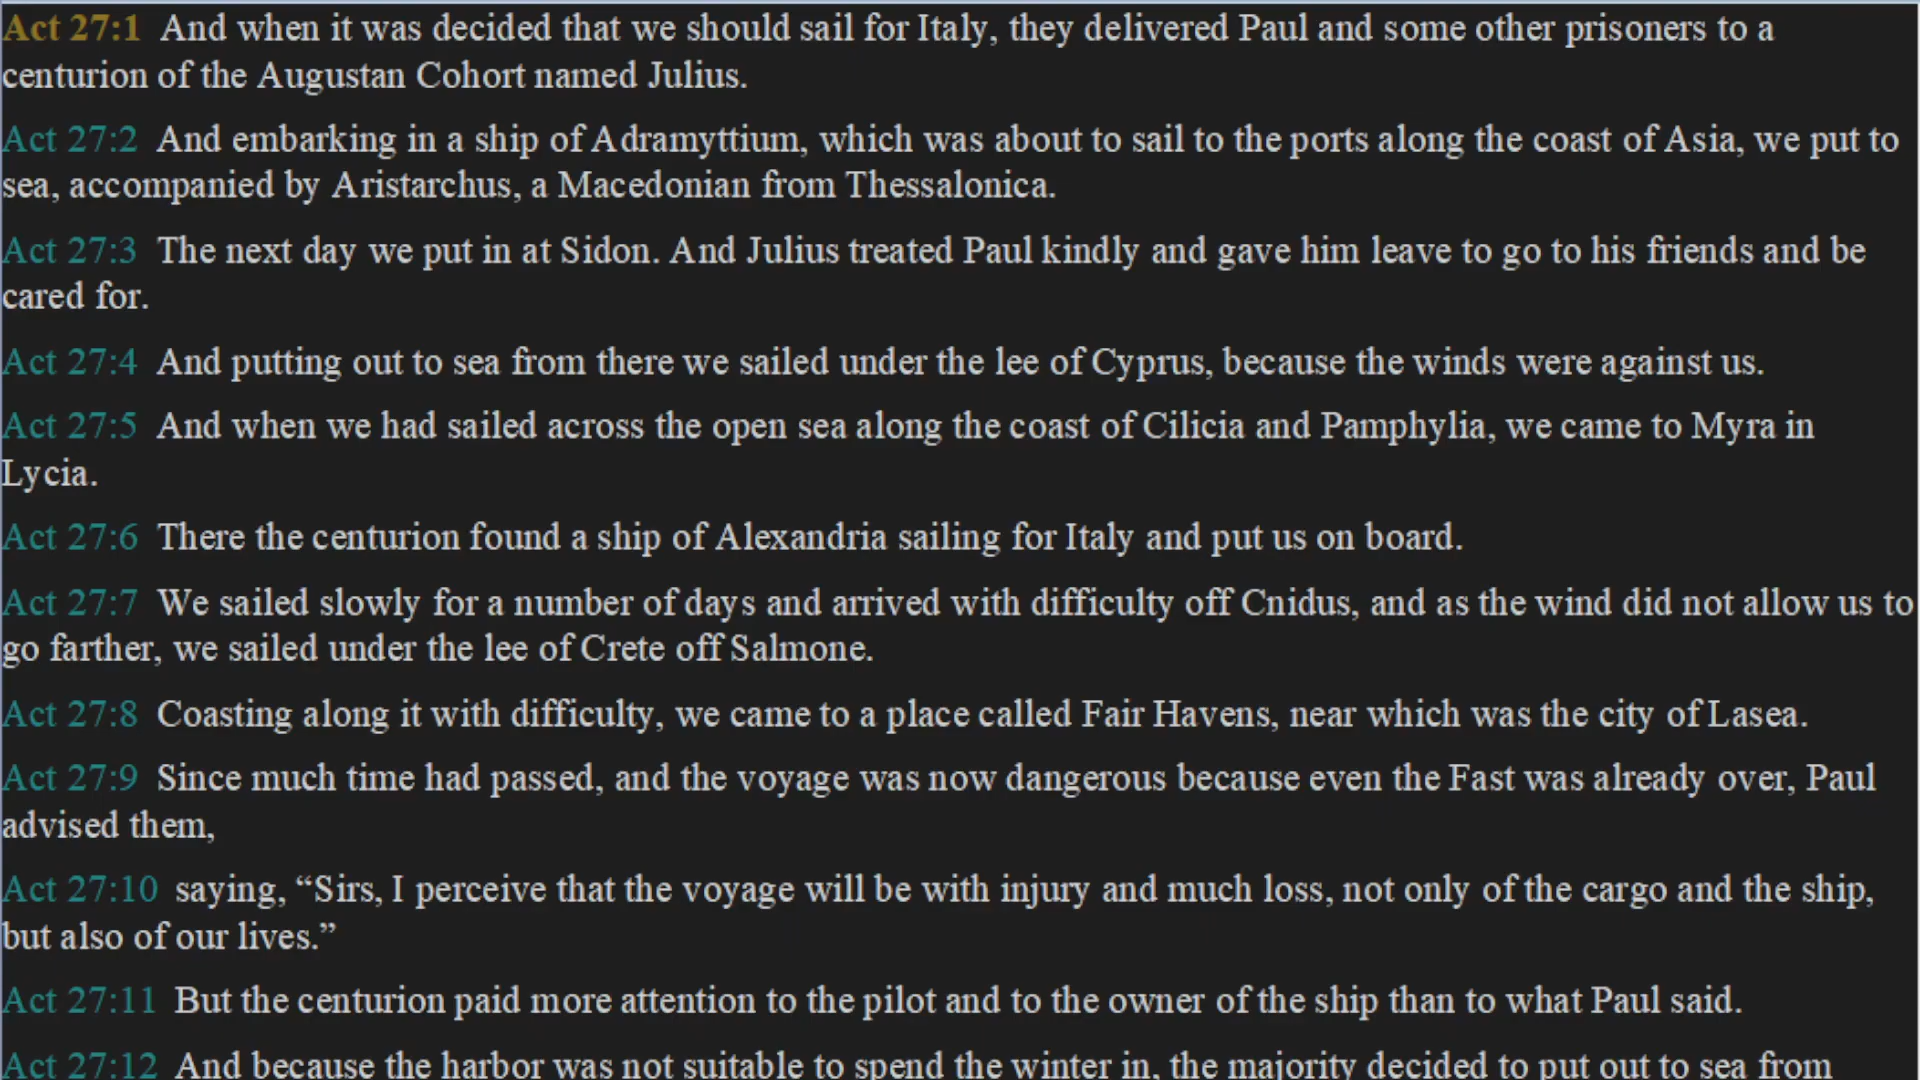 Act 27:1 And when it was decided that we should sail for Italy, they delivered Paul and some other prisoners to a
centurion of the Augustan Cohort named Julius.
Act 27:2 And embarking in a ship of Adramyttium, which was about to sail to the ports along the coast of Asia, we put to
sea, accompanied by Aristarchus, a Macedonian from Thessalonica.
Act 27:3 The next day we put in at Sidon. And Julius treated Paul kindly and gave him leave to go to his friends and be
cared for.
Act 27:4 And putting out to sea from there we sailed under the lee of Cyprus, because the winds were against us.
Act 27:5 And when we had sailed across the open sea along the coast of Cilicia and Pamphylia, we came to Myra in
Lycia.
Act 27:6 There the centurion found a ship of Alexandria sailing for Italy and put us on board.
Act 27:7 We sailed slowly for a number of days and arrived with difficulty off Cnidus, and as the wind did not allow us to
go farther, we sailed under the lee of Crete off Salmone.
Act 27:8 Coasting along it with difficulty, we came to a place called Fair Havens, near which was the city of Lasea.
Act 27:9 Since much time had passed, and the voyage was now dangerous because even the Fast was already over, Paul
advised them,
Act 27:10 saying, “Sirs, I perceive that the voyage will be with injury and much loss, not only of the cargo and the ship,
but also of our lives.”
Act 27:11 But the centurion paid more attention to the pilot and to the owner of the ship than to what Paul said.
Act 27:12 And because the harbor was not suitable to spend the winter in, the majority decided to put out to sea from